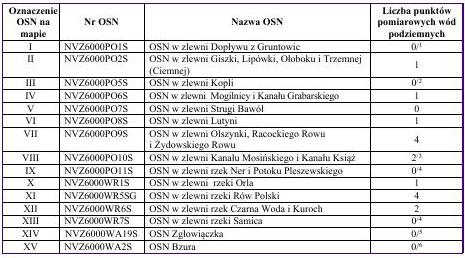 Oznaczenie OSN na mapie | Nr OSN | Nazwa OSN | Liczba punktów pomiarowych wód podziemnych
I | NVZ6000PO1S | OSN w zlewni Dopływu z Gruntowic | 0/1
II | NVZ6000PO2S | OSN w zlewni Giszki, Lipówki, Ołoboku i Trzemnej (Ciemnej) | 1
III | NVZ6000PO5S | OSN w zlewni Kopli | 0/2
IV | NVZ6000PO6S | OSN w zlewni Mogilnicy i Kanału Grabarskiego | 1
V | NVZ6000PO7S | OSN w zlewni Strugi Bawół | 0
VI | NVZ6000PO8S | OSN w zlewni Lutyni | 1
VII | NVZ6000PO9S | OSN w zlewni Olszynki, Racockiego Rowu i Żydowskiego Rowu | 4
VIII | NVZ6000PO10S | OSN w zlewni Kanału Mosińskiego i Kanału Książ | 2/3
IX | NVZ6000PO11S | OSN w zlewni rzek Ner i Potoku Pleszewskiego | 0/4
X | NVZ6000WR1S | OSN w zlewni rzeki Orla | 1
XI | NVZ6000WR5SG | OSN w zlewni rzeki Rów Polski | 4
XII | NVZ6000WR6S | OSN w zlewni rzek Czarna Woda i Kuroch | 2
XIII | NVZ6000WR7S | OSN w zlewni rzeki Samica | 0/4
XIV | NVZ6000WA19S | OSN Zgłowiączka | 0/5
XV | NVZ6000WA2S | OSN Bzura | 0/6